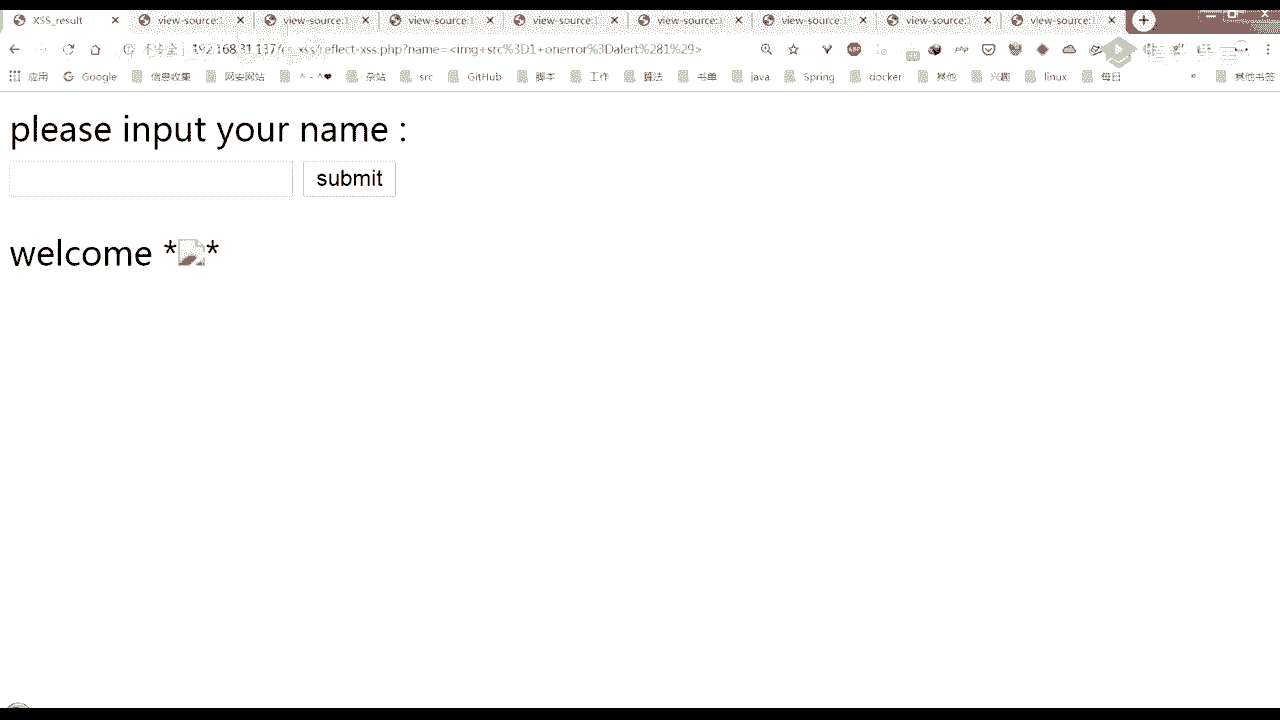 XSS_result view-source:1 view-source:1 view-source:1 view-source:1 view-source:1 view-source:1 view-source:1 view-source:1
不安全 192.168.31.137/ /reflect-xss.php?name=<img+src%3D1+onerror%3Dalert%281%29>
应用 Google 信息收集 网安网站 ^ - ^❤ 杂站 src GitHub 脚本 工作 算法 书单 java Spring docker 其他 兴趣 linux 每日 » 其他书签
please input your name :
submit
welcome **